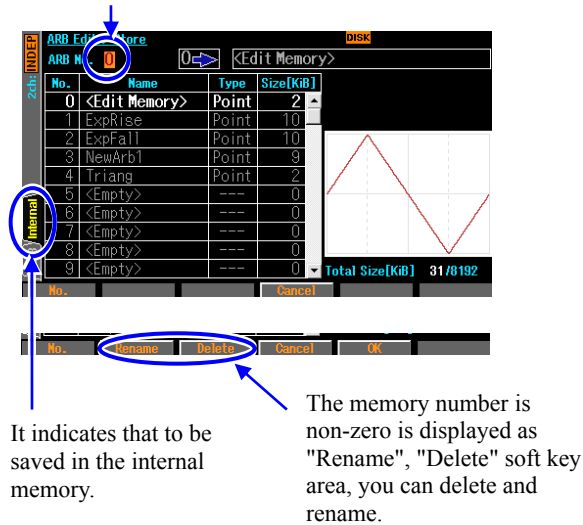 ARB Edit Store
DISK
ARB No. 0
0
<Edit Memory>
No. Name Type Size[KiB]
0 <Edit Memory> Point 2
1 ExpRise Point 10
2 ExpFall Point 10
3 NewArb1 Point 9
4 Triang Point 2
5 <Empty> --- 0
6 <Empty> --- 0
7 <Empty> --- 0
8 <Empty> --- 0
9 <Empty> --- 0
2ch: INDEP
Internal
Total Size[KiB] 31/8192
No. Cancel
No. Rename Delete Cancel OK
It indicates that to be
saved in the internal
memory.
The memory number is
non-zero is displayed as
"Rename", "Delete" soft key
area, you can delete and
rename.